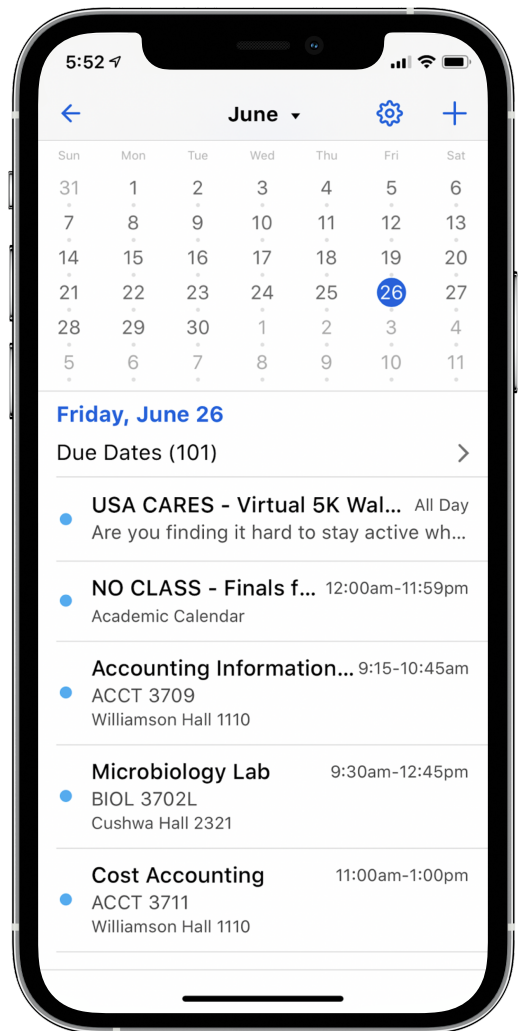 5:52
June
Sun Mon Tue Wed Thu Fri Sat
31 1 2 3 4 5 6
7 8 9 10 11 12 13
14 15 16 17 18 19 20
21 22 23 24 25 26 27
28 29 30 1 2 3 4
5 6 7 8 9 10 11
Friday, June 26
Due Dates (101)
USA CARES - Virtual 5K Wal... All Day
Are you finding it hard to stay active wh...
NO CLASS - Finals f... 12:00am-11:59pm
Academic Calendar
Accounting Information... 9:15-10:45am
ACCT 3709
Williamson Hall 1110
Microbiology Lab 9:30am-12:45pm
BIOL 3702L
Cushwa Hall 2321
Cost Accounting 11:00am-1:00pm
ACCT 3711
Williamson Hall 1110